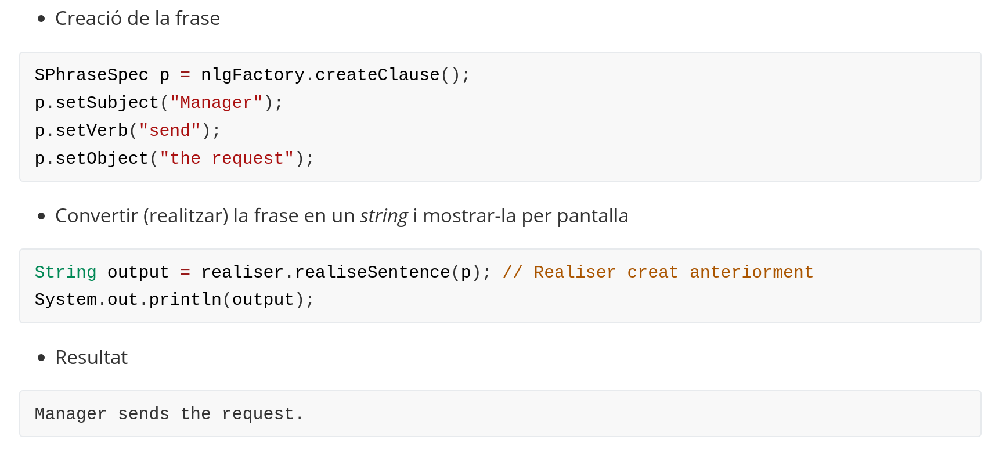 Creació de la frase
SPhraseSpec p = nlgFactory.createClause();
p.setSubject("Manager");
p.setVerb("send");
p.setObject("the request");
Convertir (realitzar) la frase en un string i mostrar-la per pantalla
String output = realiser.realiseSentence(p); // Realiser creat anteriorment
System.out.println(output);
Resultat
Manager sends the request.